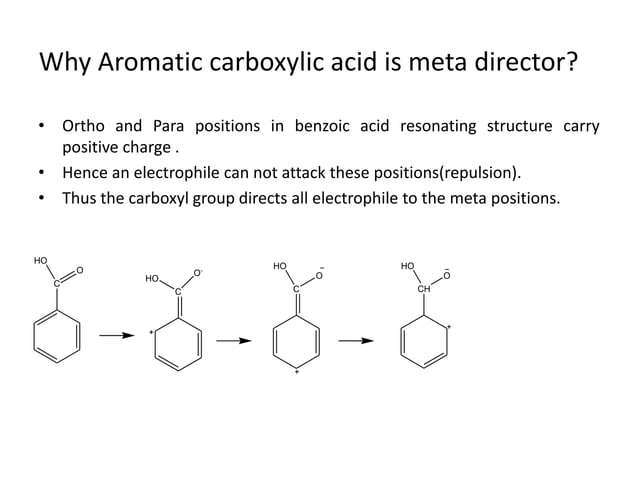 Why Aromatic carboxylic acid is meta director?
• Ortho and Para positions in benzoic acid resonating structure carry
positive charge .
• Hence an electrophile can not attack these positions(repulsion).
• Thus the carboxyl group directs all electrophile to the meta positions.
HO O C
HO O- C +
HO O - C +
HO O - CH +